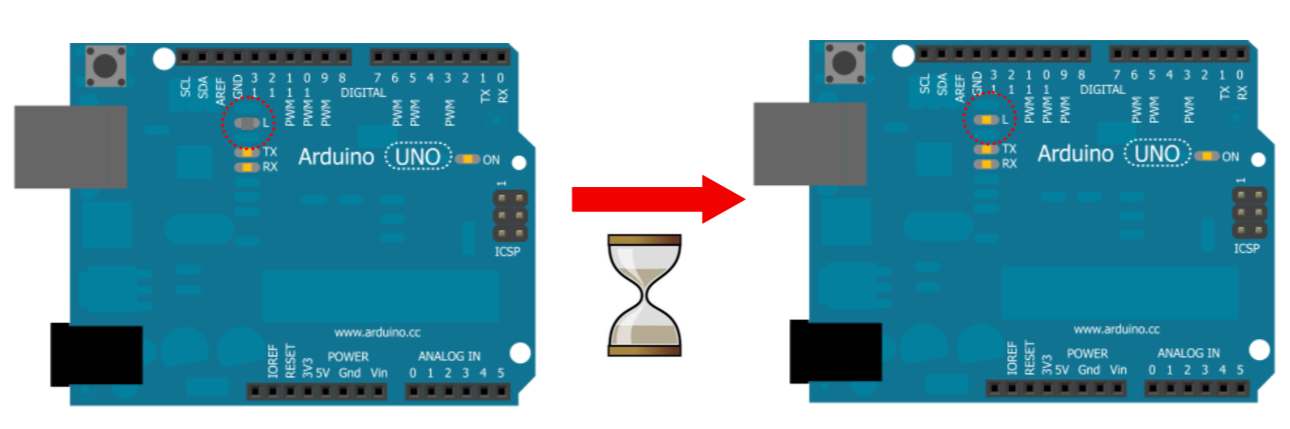 SCL SDA AREF GND 13 12 11 10 9 8 7 6 5 4 3 2 1 0
PWM PWM PWM DIGITAL PWM PWM PWM TX RX
L
TX
RX
Arduino UNO ON
1
ICSP
www.arduino.cc
IOREF RESET 3V3 5V Gnd Vin
POWER
ANALOG IN
0 1 2 3 4 5
SCL SDA AREF GND 13 12 11 10 9 8 7 6 5 4 3 2 1 0
PWM PWM PWM DIGITAL PWM PWM PWM TX RX
L
TX
RX
Arduino UNO ON
1
ICSP
www.arduino.cc
IOREF RESET 3V3 5V Gnd Vin
POWER
ANALOG IN
0 1 2 3 4 5